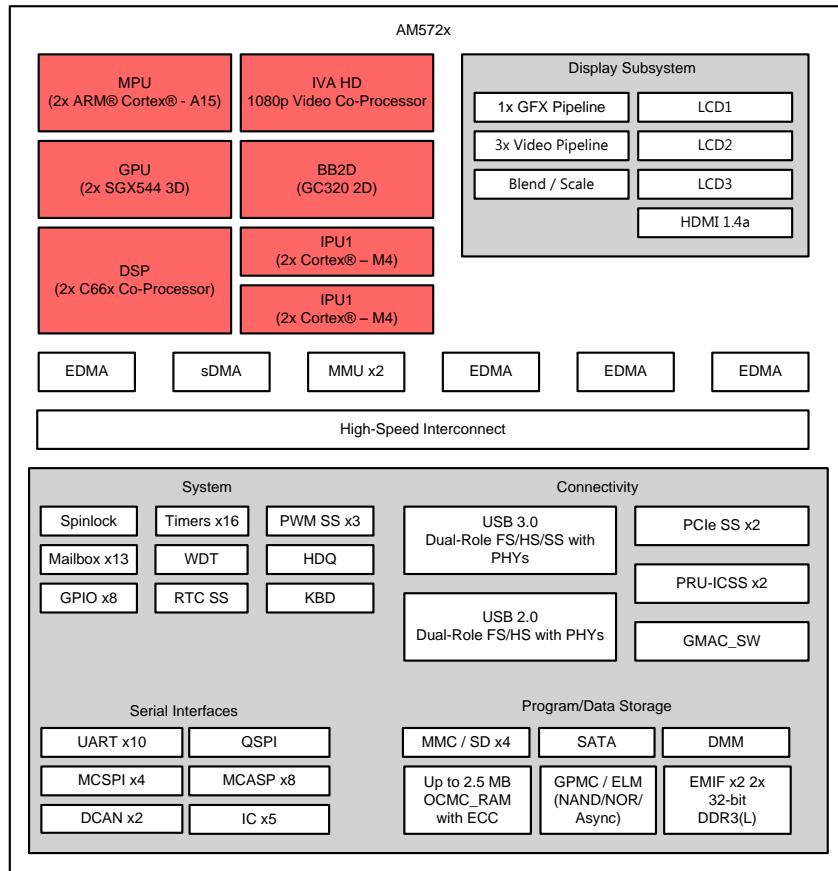 AM572x
MPU
(2x ARM® Cortex® - A15)
IVA HD
1080p Video Co-Processor
GPU
(2x SGX544 3D)
BB2D
(GC320 2D)
DSP
(2x C66x Co-Processor)
IPU1
(2x Cortex® – M4)
IPU1
(2x Cortex® – M4)
Display Subsystem
1x GFX Pipeline
LCD1
3x Video Pipeline
LCD2
Blend / Scale
LCD3
HDMI 1.4a
EDMA
sDMA
MMU x2
EDMA
EDMA
EDMA
High-Speed Interconnect
System
Spinlock
Timers x16
PWM SS x3
Mailbox x13
WDT
HDQ
GPIO x8
RTC SS
KBD
Connectivity
USB 3.0
Dual-Role FS/HS/SS with
PHYs
PCIe SS x2
PRU-ICSS x2
USB 2.0
Dual-Role FS/HS with PHYs
GMAC_SW
Serial Interfaces
UART x10
QSPI
MCSPI x4
MCASP x8
DCAN x2
IC x5
Program/Data Storage
MMC / SD x4
SATA
DMM
Up to 2.5 MB
OCMC_RAM
with ECC
GPMC / ELM
(NAND/NOR/
Async)
EMIF x2 2x
32-bit
DDR3(L)